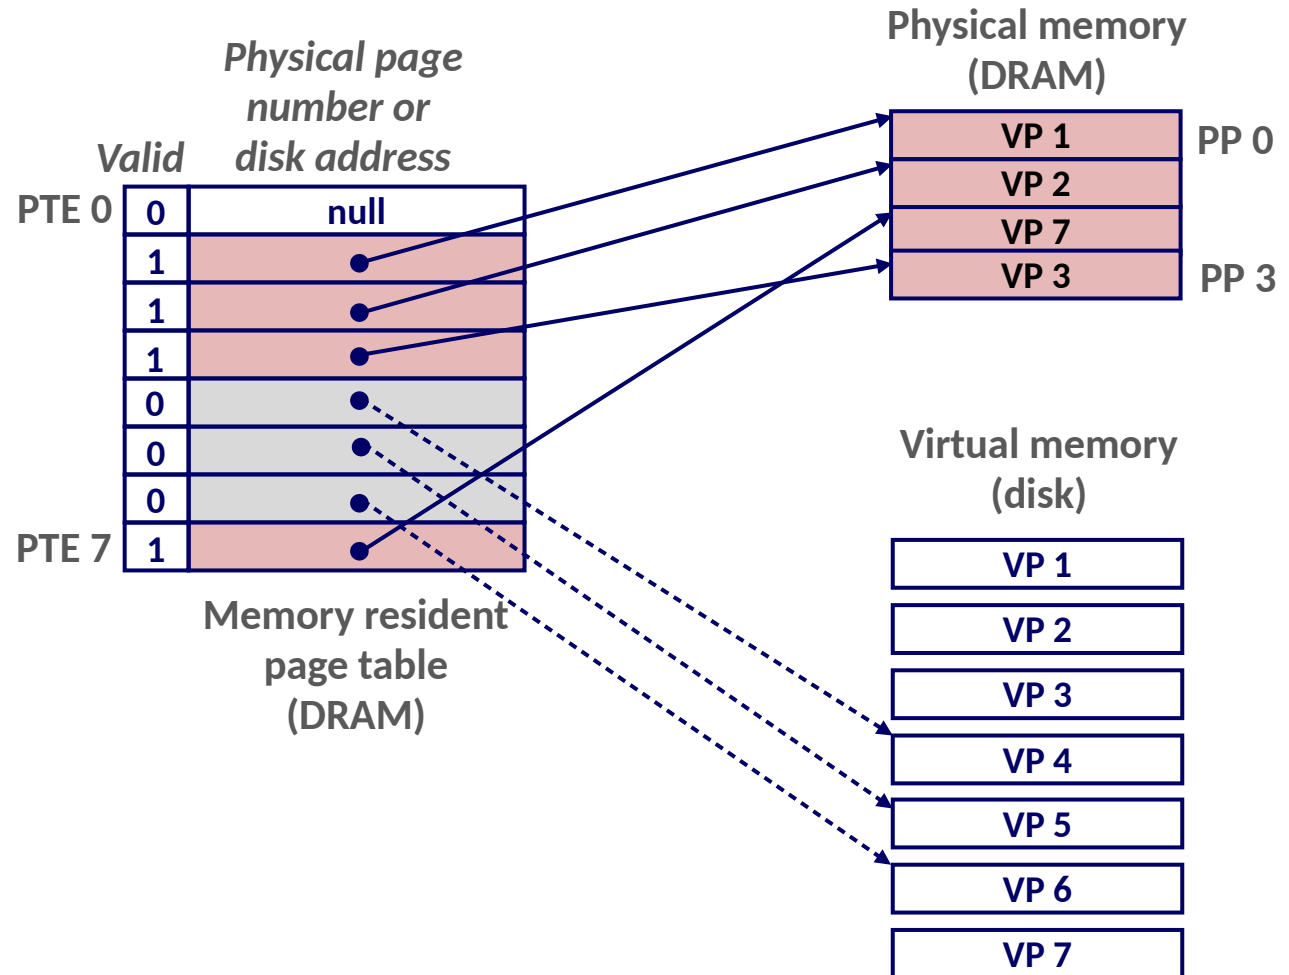 Physical page
number or
disk address
Valid
PTE 0
0
null
1
1
1
0
0
0
PTE 7
1
Memory resident
page table
(DRAM)
Physical memory
(DRAM)
VP 1
PP 0
VP 2
VP 7
VP 3
PP 3
Virtual memory
(disk)
VP 1
VP 2
VP 3
VP 4
VP 5
VP 6
VP 7